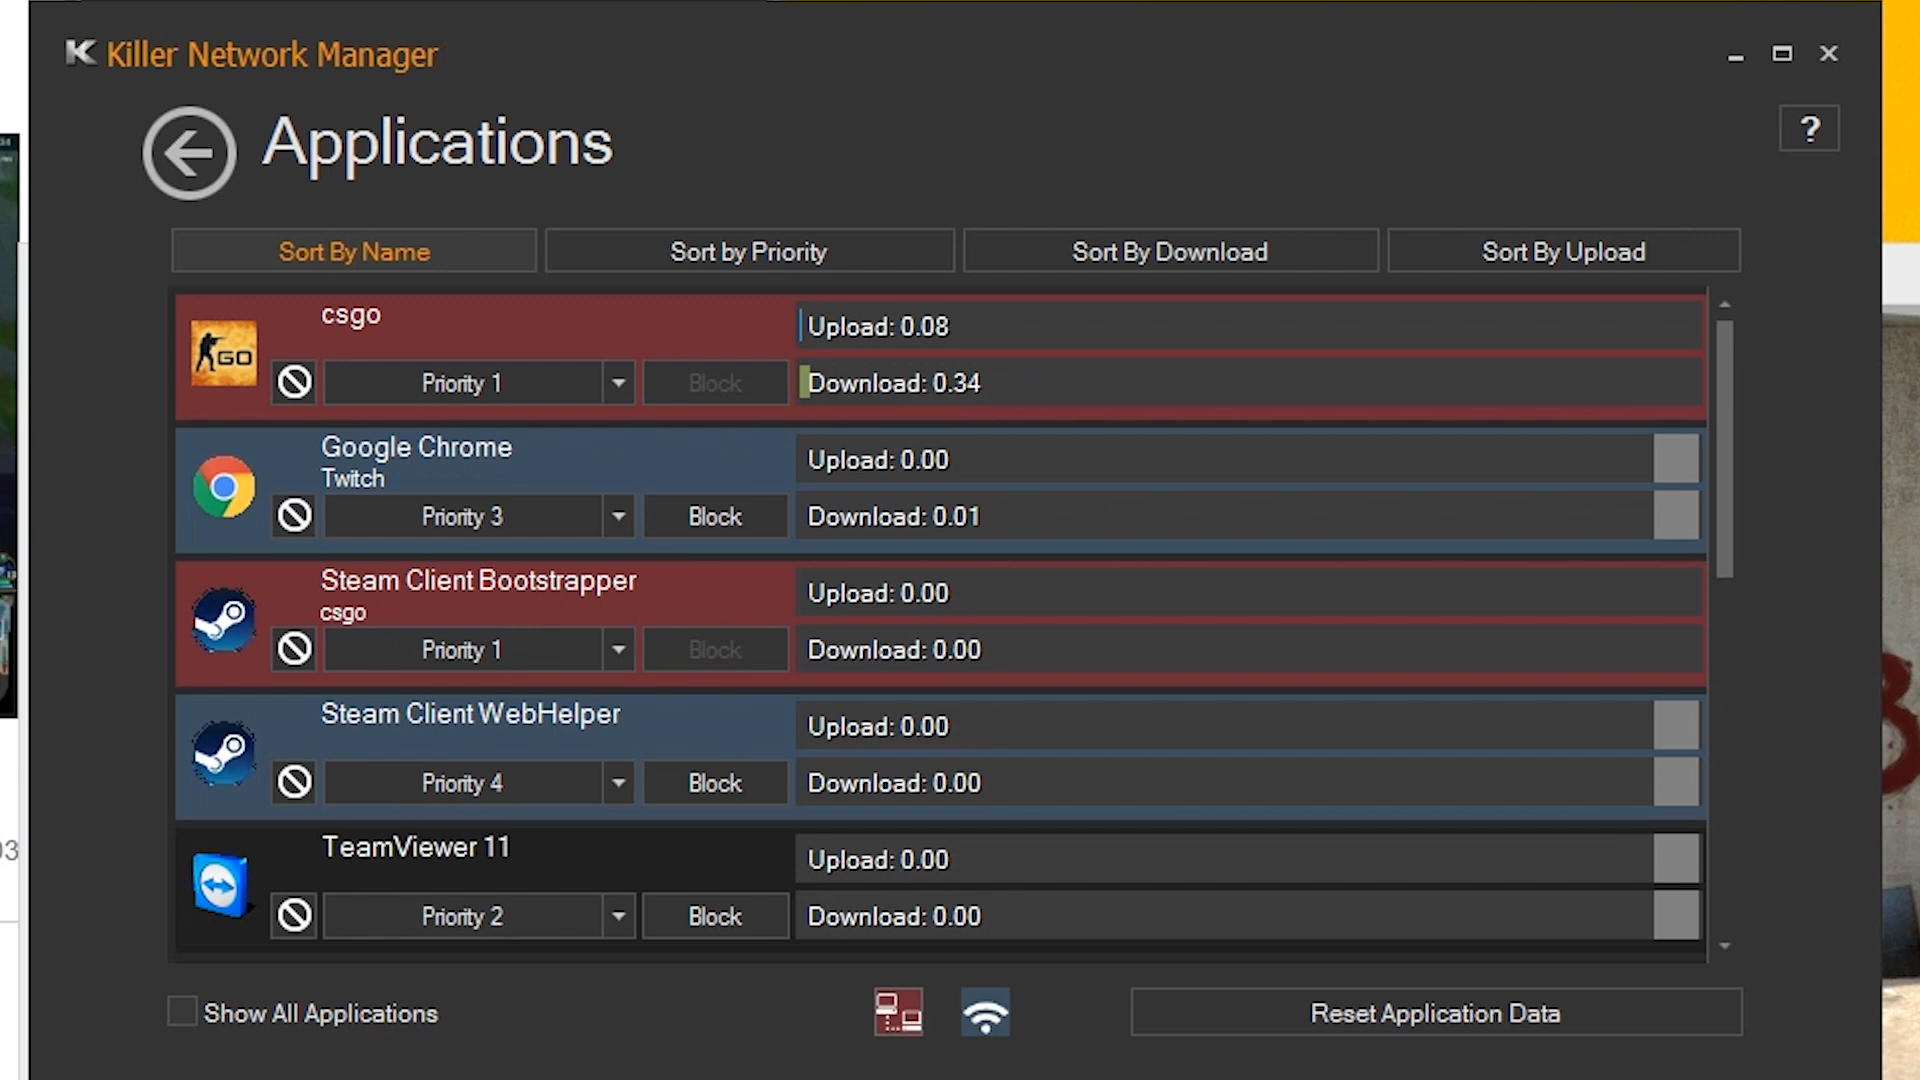 K Killer Network Manager
Applications
?
Sort By Name
Sort by Priority
Sort By Download
Sort By Upload
csgo
Upload: 0.08
GO
Priority 1
Block
Download: 0.34
Google Chrome
Twitch
Upload: 0.00
Priority 3
Block
Download: 0.01
Steam Client Bootstrapper
csgo
Upload: 0.00
Priority 1
Block
Download: 0.00
Steam Client WebHelper
Upload: 0.00
Priority 4
Block
Download: 0.00
TeamViewer 11
Upload: 0.00
Priority 2
Block
Download: 0.00
Show All Applications
Reset Application Data